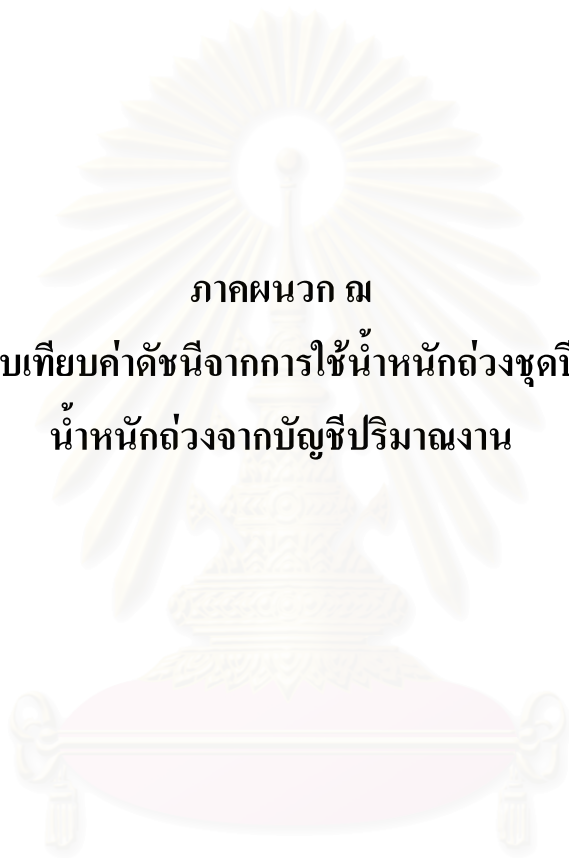 ภาคผนวก ฌ
บเทียบค่าดัชนีจากการใช้น้ำหนักถ่วงชุดปี
น้ำหนักถ่วงจากบัญชีปริมาณงาน